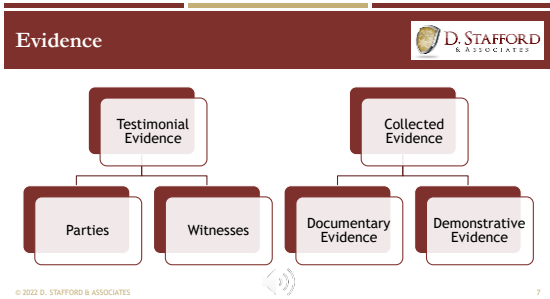 Evidence
D. STAFFORD
& ASSOCIATES
Testimonial
Evidence
Collected
Evidence
Parties
Witnesses
Documentary
Evidence
Demonstrative
Evidence
© 2022 D. STAFFORD & ASSOCIATES
7